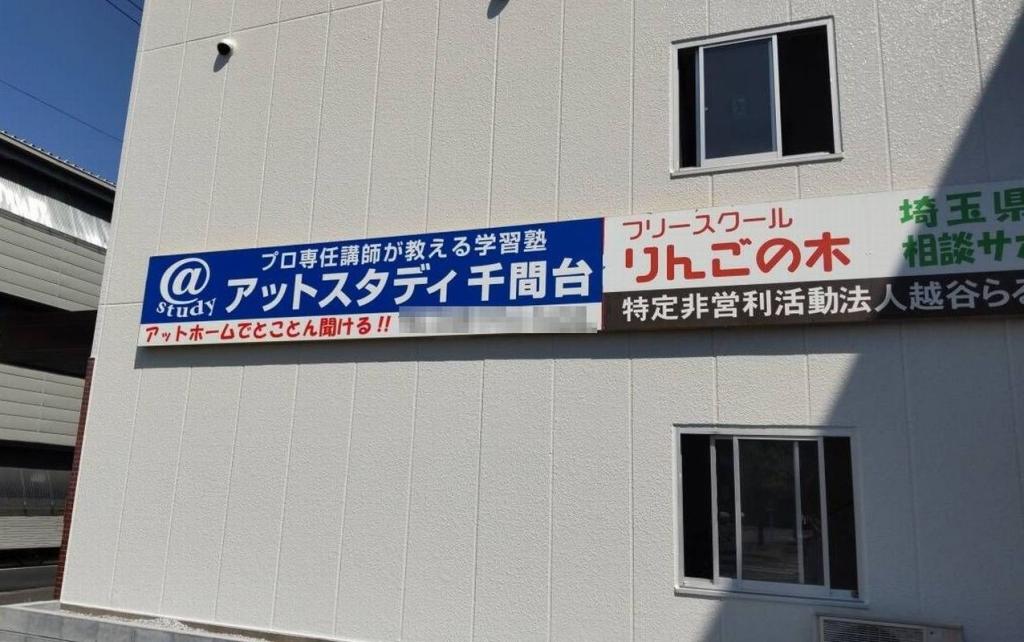 プロ専任講師が教える学習塾
@study
アットスタディ千間台
アットホームでとことん聞ける!!
フリースクール
りんごの木
特定非営利活動法人越谷らる
埼玉県
相談サポ